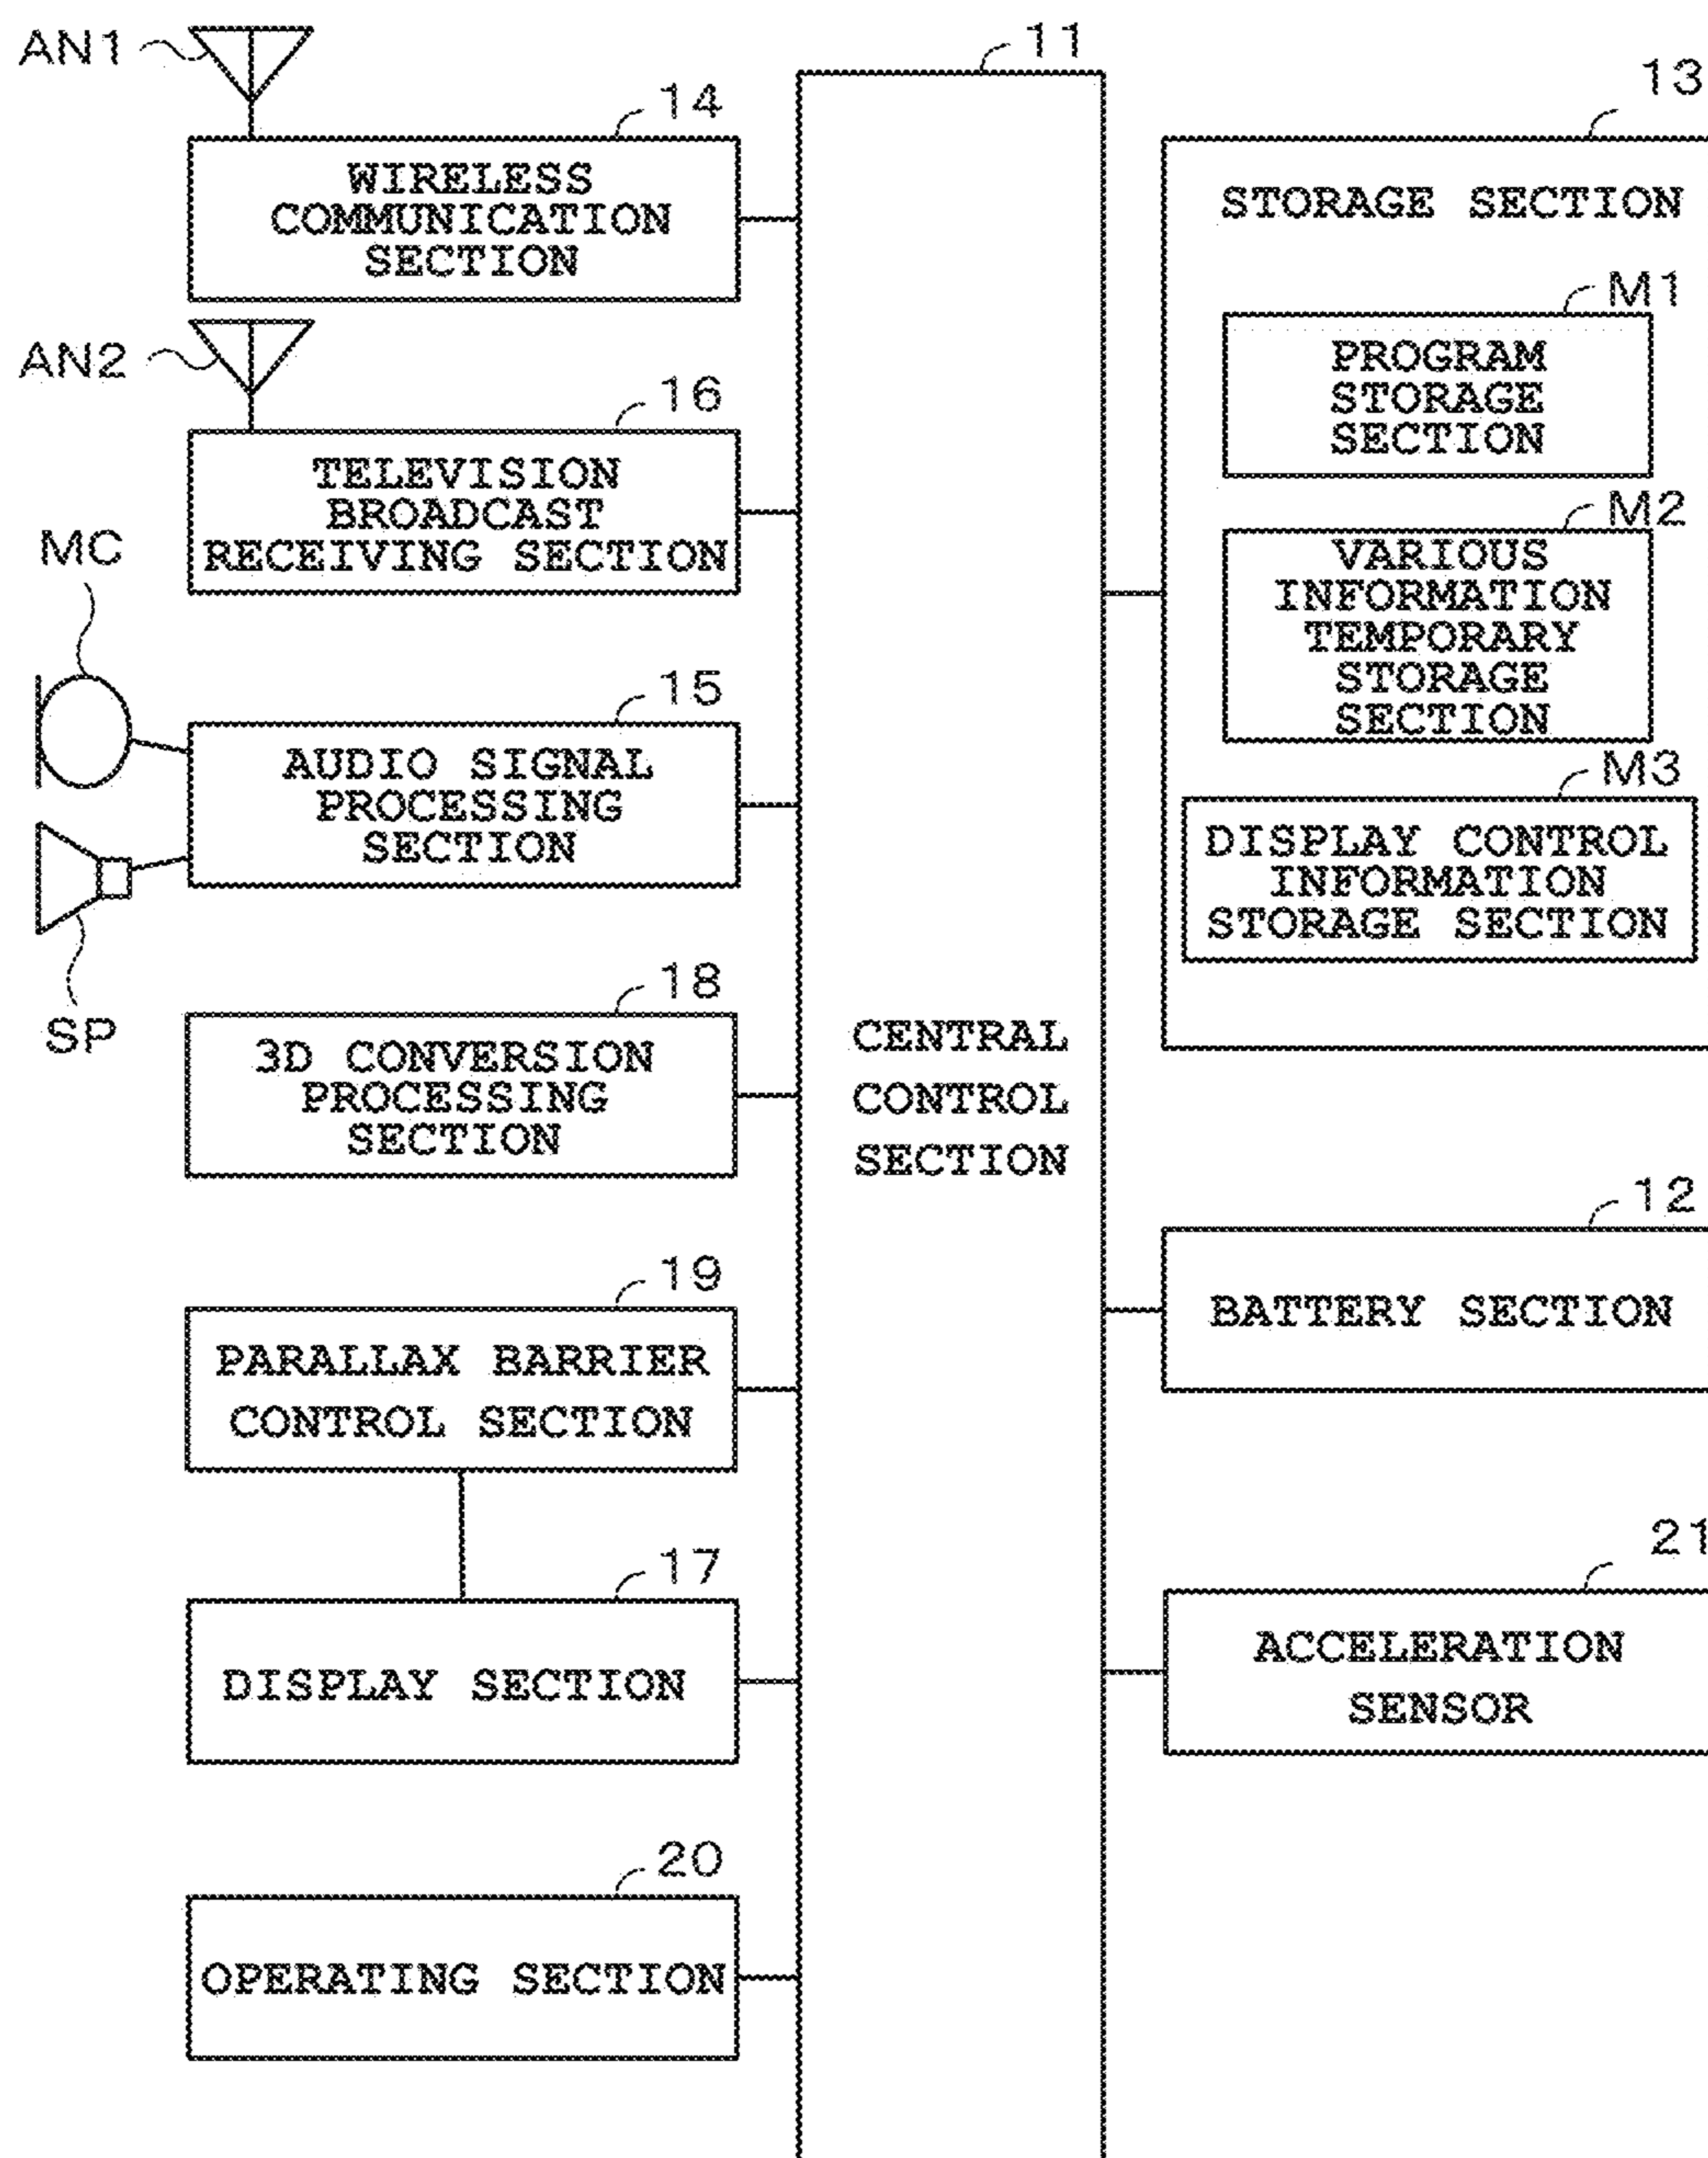 AN1
14
WIRELESS
COMMUNICATION
SECTION
AN2
16
TELEVISION
BROADCAST
RECEIVING SECTION
MC
15
AUDIO SIGNAL
PROCESSING
SECTION
SP
18
3D CONVERSION
PROCESSING
SECTION
19
PARALLAX BARRIER
CONTROL SECTION
17
DISPLAY SECTION
20
OPERATING SECTION
11
CENTRAL
CONTROL
SECTION
13
STORAGE SECTION
M1
PROGRAM
STORAGE
SECTION
M2
VARIOUS
INFORMATION
TEMPORARY
STORAGE
SECTION
M3
DISPLAY CONTROL
INFORMATION
STORAGE SECTION
12
BATTERY SECTION
21
ACCELERATION
SENSOR